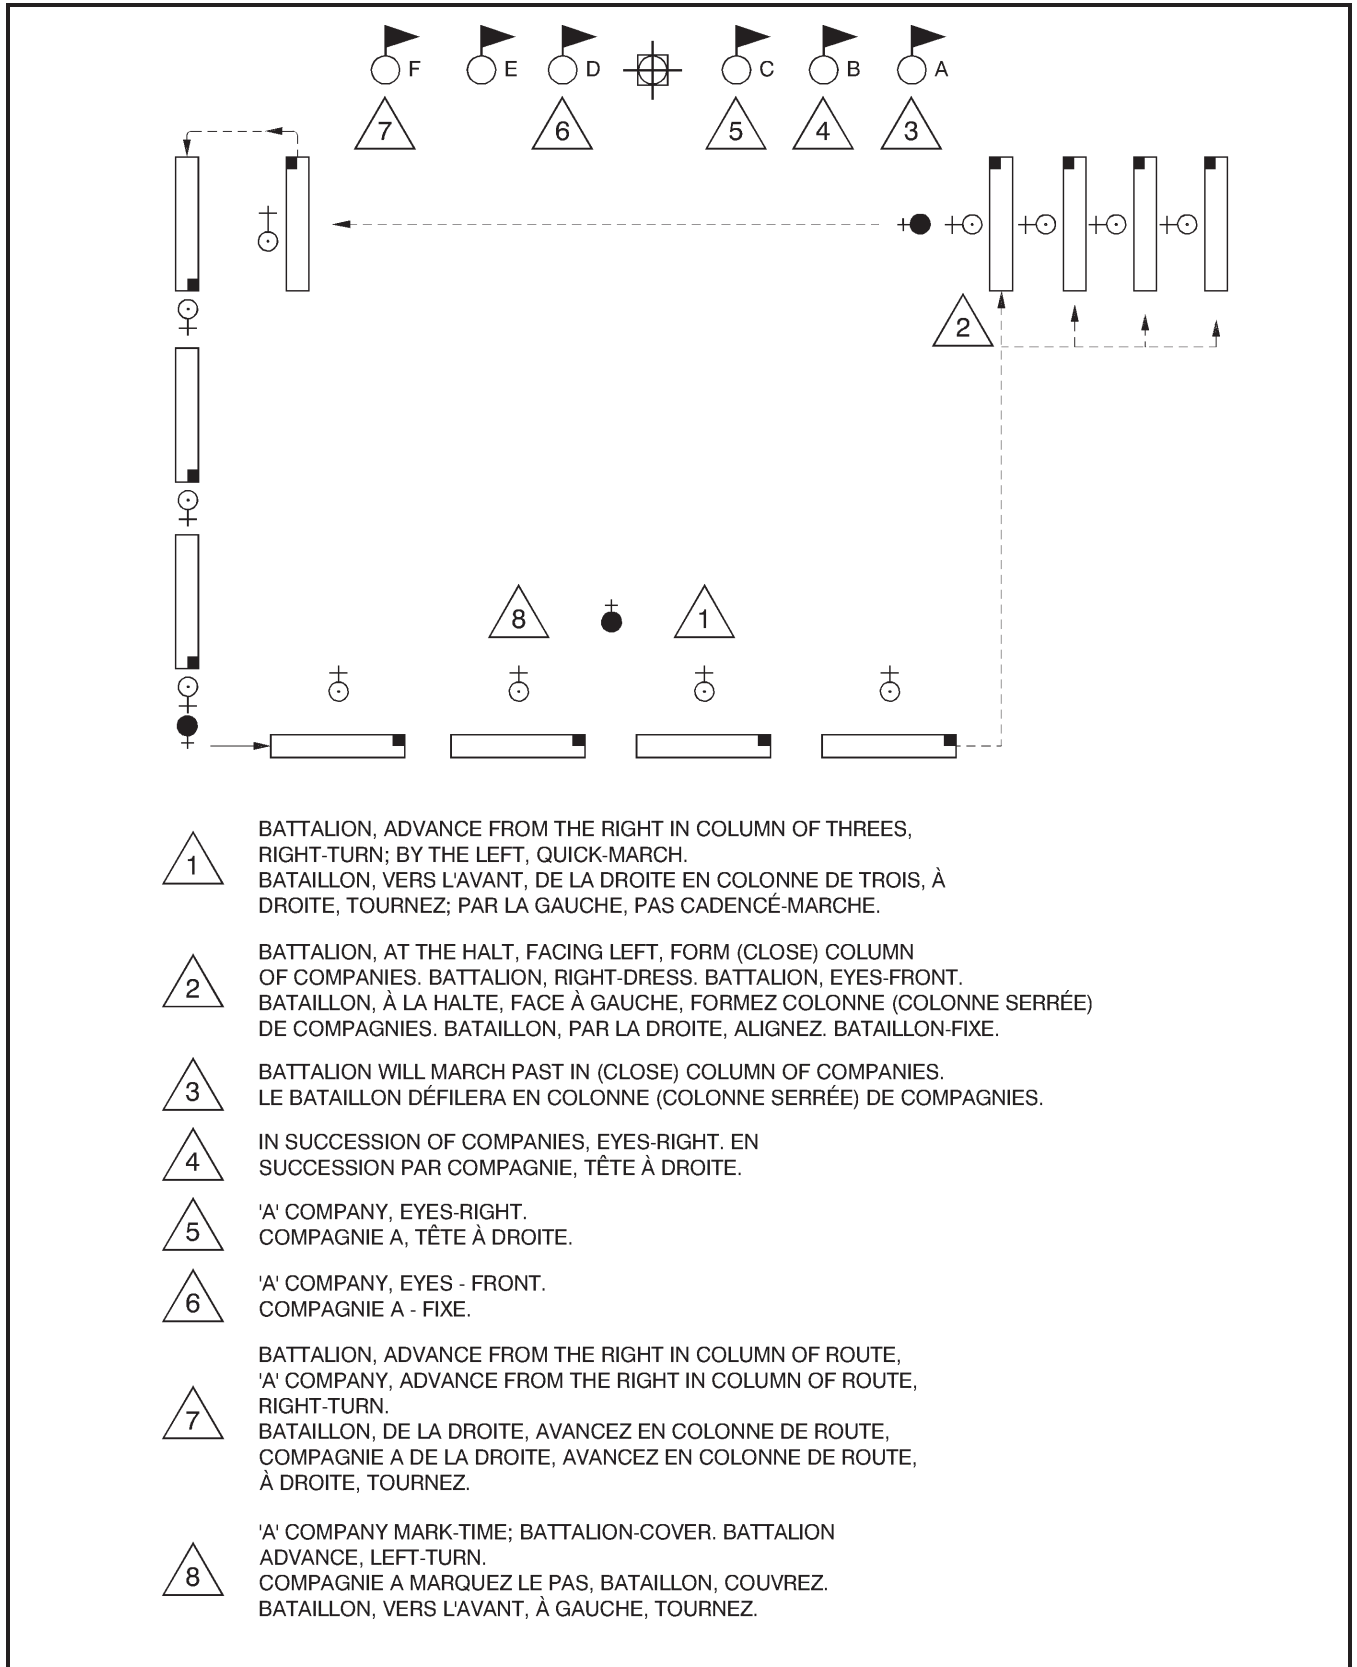 F E D C B A
7 6 5 4 3
2
8 1
1
BATTALION, ADVANCE FROM THE RIGHT IN COLUMN OF THREES,
RIGHT-TURN; BY THE LEFT, QUICK-MARCH.
BATAILLON, VERS L'AVANT, DE LA DROITE EN COLONNE DE TROIS, À
DROITE, TOURNEZ; PAR LA GAUCHE, PAS CADENCÉ-MARCHE.
2
BATTALION, AT THE HALT, FACING LEFT, FORM (CLOSE) COLUMN
OF COMPANIES. BATTALION, RIGHT-DRESS. BATTALION, EYES-FRONT.
BATAILLON, À LA HALTE, FACE À GAUCHE, FORMEZ COLONNE (COLONNE SERRÉE)
DE COMPAGNIES. BATAILLON, PAR LA DROITE, ALIGNEZ. BATAILLON-FIXE.
3
BATTALION WILL MARCH PAST IN (CLOSE) COLUMN OF COMPANIES.
LE BATAILLON DÉFILERA EN COLONNE (COLONNE SERRÉE) DE COMPAGNIES.
4
IN SUCCESSION OF COMPANIES, EYES-RIGHT. EN
SUCCESSION PAR COMPAGNIE, TÊTE À DROITE.
5
'A' COMPANY, EYES-RIGHT.
COMPAGNIE A, TÊTE À DROITE.
6
'A' COMPANY, EYES - FRONT.
COMPAGNIE A - FIXE.
7
BATTALION, ADVANCE FROM THE RIGHT IN COLUMN OF ROUTE,
'A' COMPANY, ADVANCE FROM THE RIGHT IN COLUMN OF ROUTE,
RIGHT-TURN.
BATAILLON, DE LA DROITE, AVANCEZ EN COLONNE DE ROUTE,
COMPAGNIE A DE LA DROITE, AVANCEZ EN COLONNE DE ROUTE,
À DROITE, TOURNEZ.
8
'A' COMPANY MARK-TIME; BATTALION-COVER. BATTALION
ADVANCE, LEFT-TURN.
COMPAGNIE A MARQUEZ LE PAS, BATAILLON, COUVREZ.
BATAILLON, VERS L'AVANT, À GAUCHE, TOURNEZ.